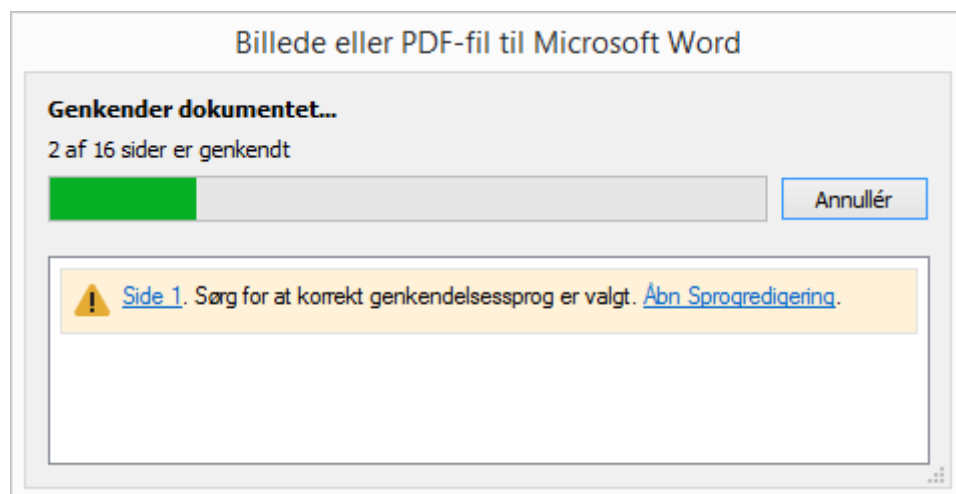 Billede eller PDF-fil til Microsoft Word
Genkender dokumentet...
2 af 16 sider er genkendt
Annullér
Side 1. Sørg for at korrekt genkendelsessprog er valgt. Åbn Sprogredigering.